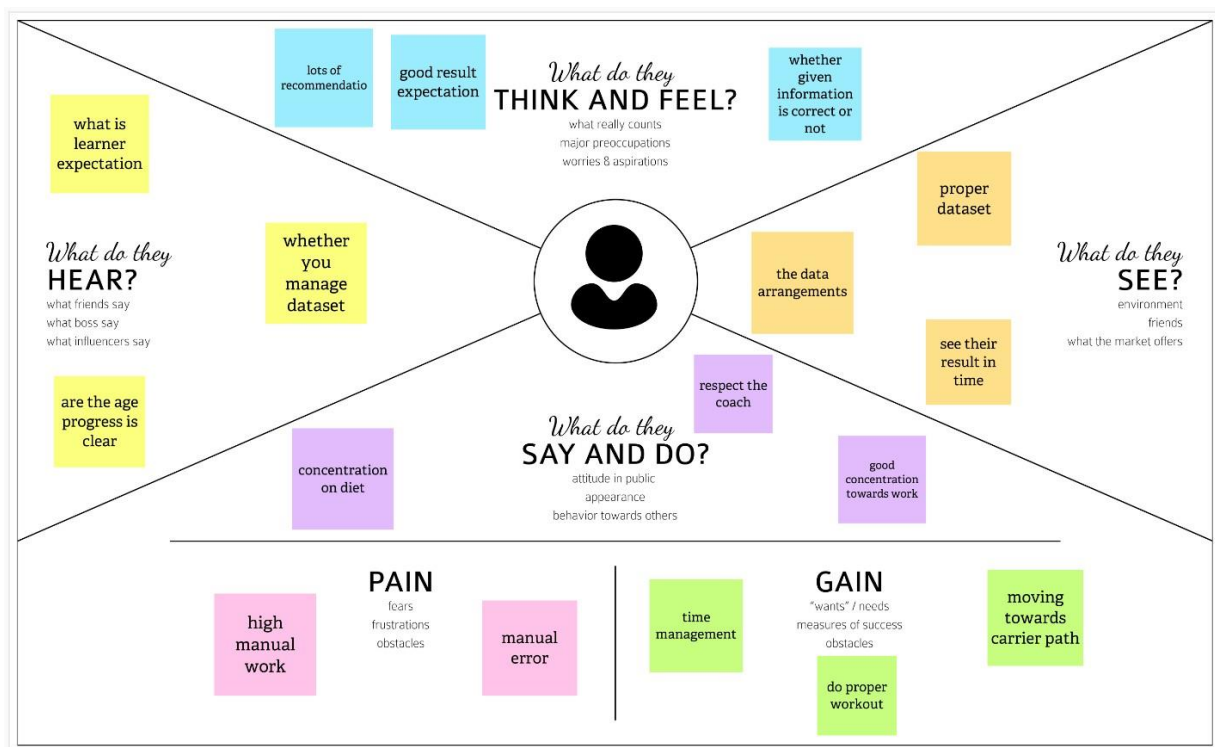 lots of
recommendatio
good result
expectation
What do they
THINK AND FEEL?
what really counts
major preoccupations
worries & aspirations
whether
given
information
is correct or
not
what is
learner
expectation
What do they
HEAR?
what friends say
what boss say
what influencers say
whether
you
manage
dataset
are the age
progress is
clear
proper
dataset
the data
arrangements
What do they
SEE?
environment
friends
what the market offers
see their
result in
time
respect the
coach
What do they
SAY AND DO?
attitude in public
appearance
behavior towards others
concentration
on diet
good
concentration
towards work
PAIN
fears
frustrations
obstacles
high
manual
work
manual
error
GAIN
"wants" / needs
measures of success
obstacles
time
management
do proper
workout
moving
towards
carrier path